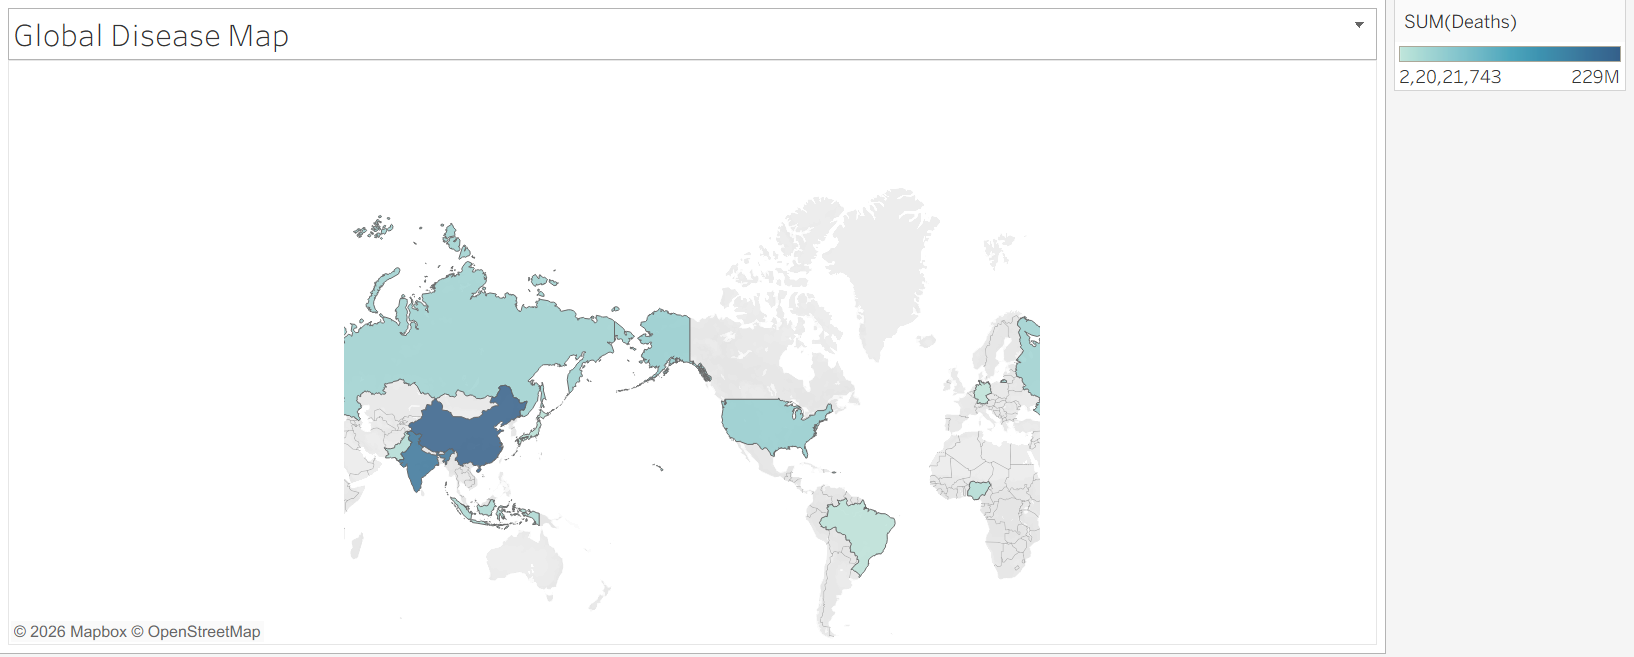 Global Disease Map
SUM(Deaths)
2,20,21,743 229M
© 2026 Mapbox © OpenStreetMap